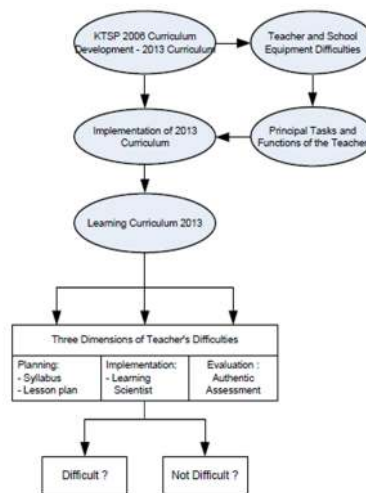 KTSP 2006 Curriculum
Development - 2013 Curriculum
Teacher and School
Equipment Difficulties
Implementation of 2013
Curriculum
Principal Tasks and
Functions of the Teacher
Learning Curriculum 2013
Three Dimensions of Teacher's Difficulties
Planning:
- Syllabus
- Lesson plan
Implementation:
- Learning
Scientist
Evaluation :
Authentic
Assessment
Difficult ?
Not Difficult ?